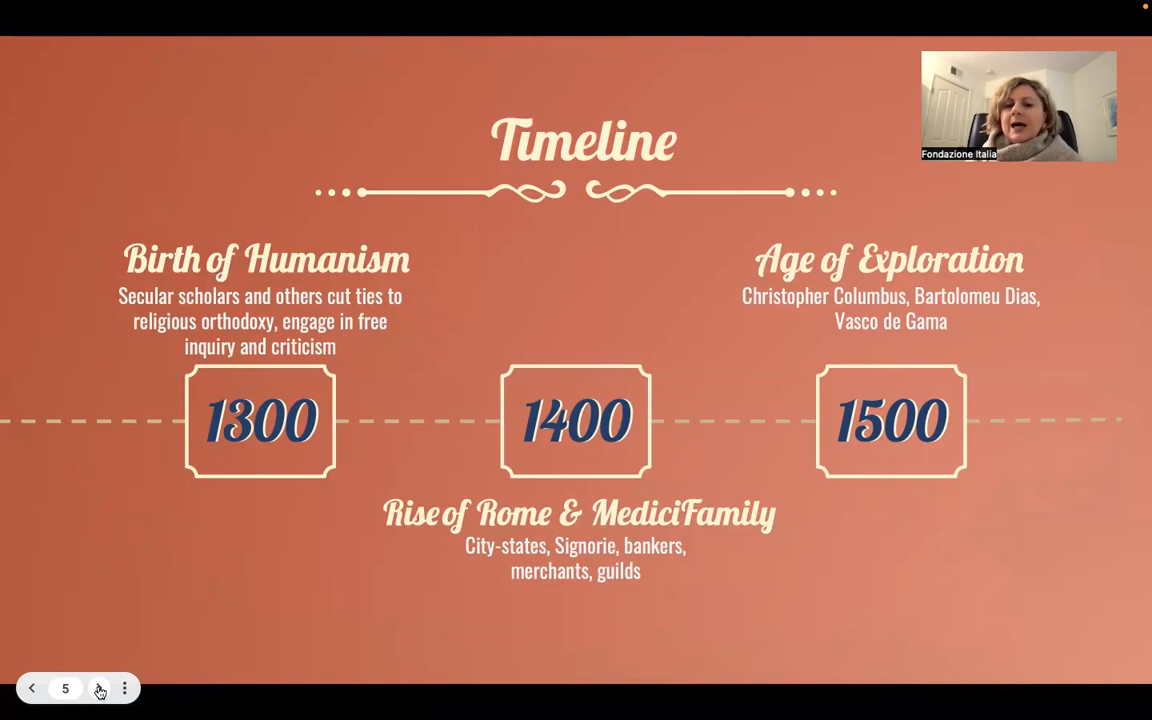 Timeline
Fondazione Italia
Birth of Humanism
Secular scholars and others cut ties to
religious orthodoxy, engage in free
inquiry and criticism
Age of Exploration
Christopher Columbus, Bartolomeu Dias,
Vasco de Gama
1300
1400
1500
Rise of Rome & Medici Family
City-states, Signorie, bankers,
merchants, guilds
5